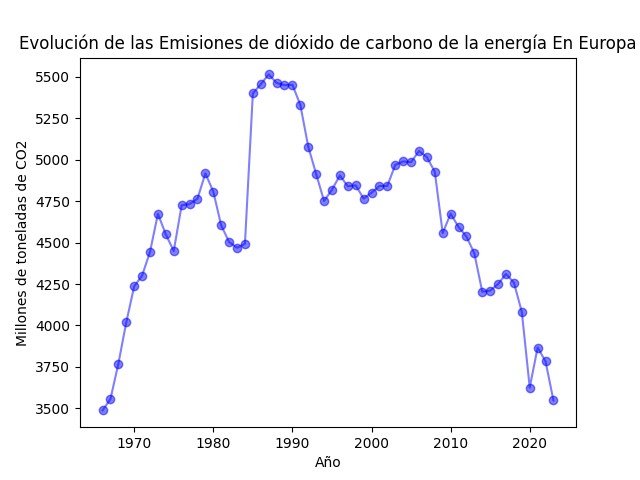 Evolución de las Emisiones de dióxido de carbono de la energía En Europa
Millones de toneladas de CO2
5500
5250
5000
4750
4500
4250
4000
3750
3500
1970 1980 1990 2000 2010 2020
Año